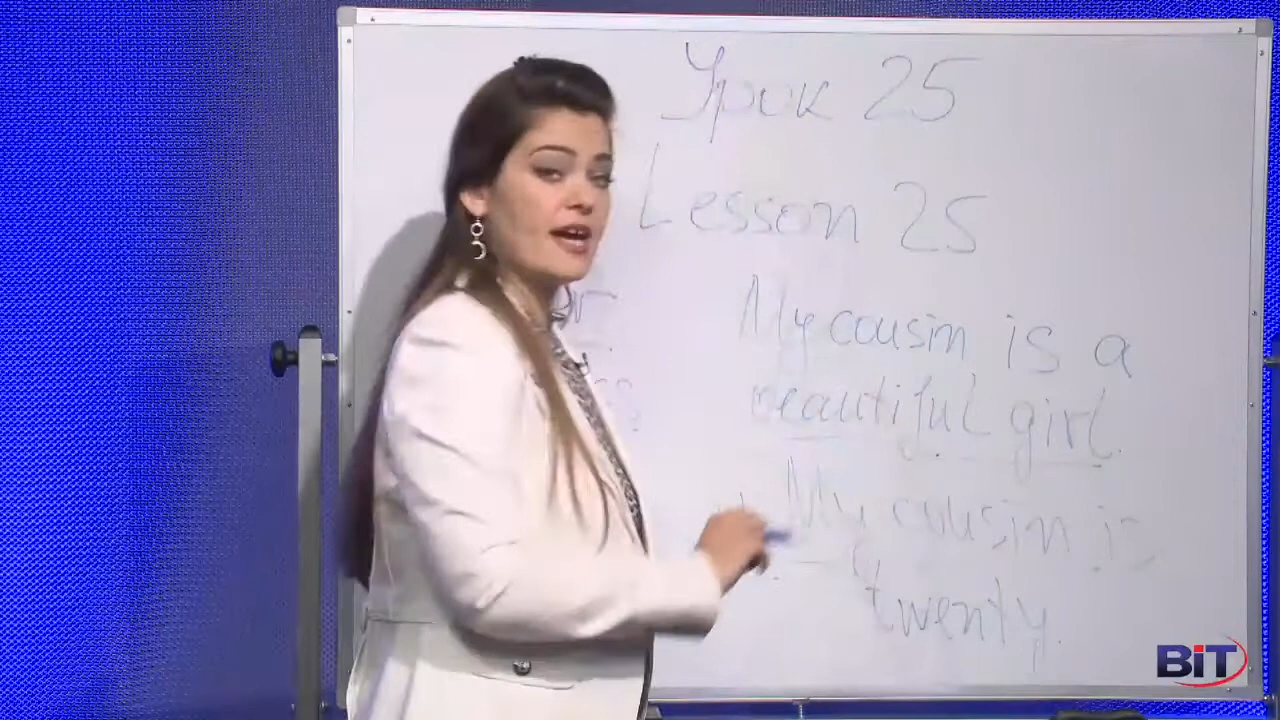 Урок 25
Lesson 25
My cousin is a
beautiful girl.
My cousin is
twenty.
BiT